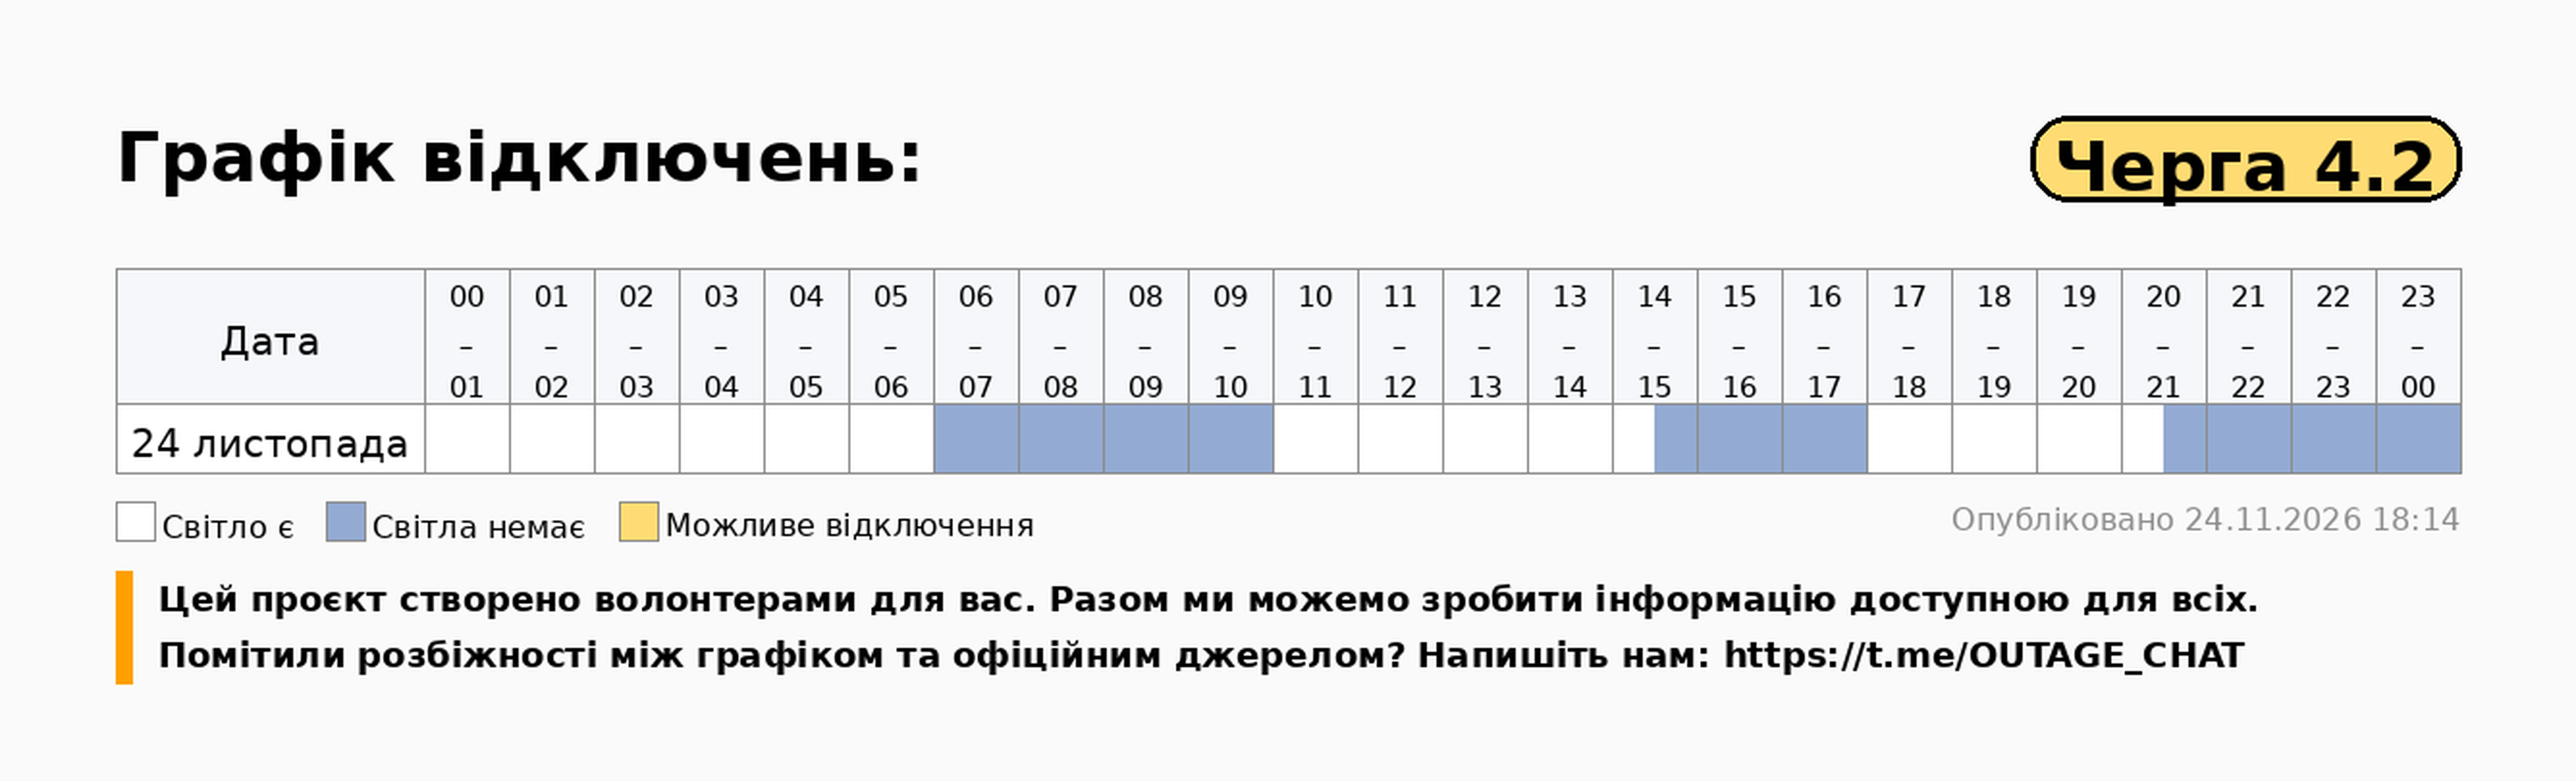 Графік відключень:
Черга 4.2
Дата 00–01 01–02 02–03 03–04 04–05 05–06 06–07 07–08 08–09 09–10 10–11 11–12 12–13 13–14 14–15 15–16 16–17 17–18 18–19 19–20 20–21 21–22 22–23 23–00
24 листопада
Світло є Світла немає Можливе відключення
Опубліковано 24.11.2026 18:14
Цей проєкт створено волонтерами для вас. Разом ми можемо зробити інформацію доступною для всіх.
Помітили розбіжності між графіком та офіційним джерелом? Напишіть нам: https://t.me/OUTAGE_CHAT